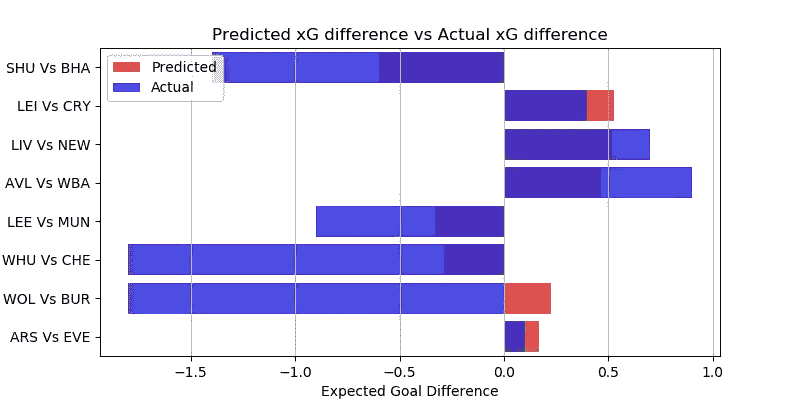 Predicted xG difference vs Actual xG difference
Predicted
Actual
SHU Vs BHA
LEI Vs CRY
LIV Vs NEW
AVL Vs WBA
LEE Vs MUN
WHU Vs CHE
WOL Vs BUR
ARS Vs EVE
−1.5 −1.0 −0.5 0.0 0.5 1.0
Expected Goal Difference